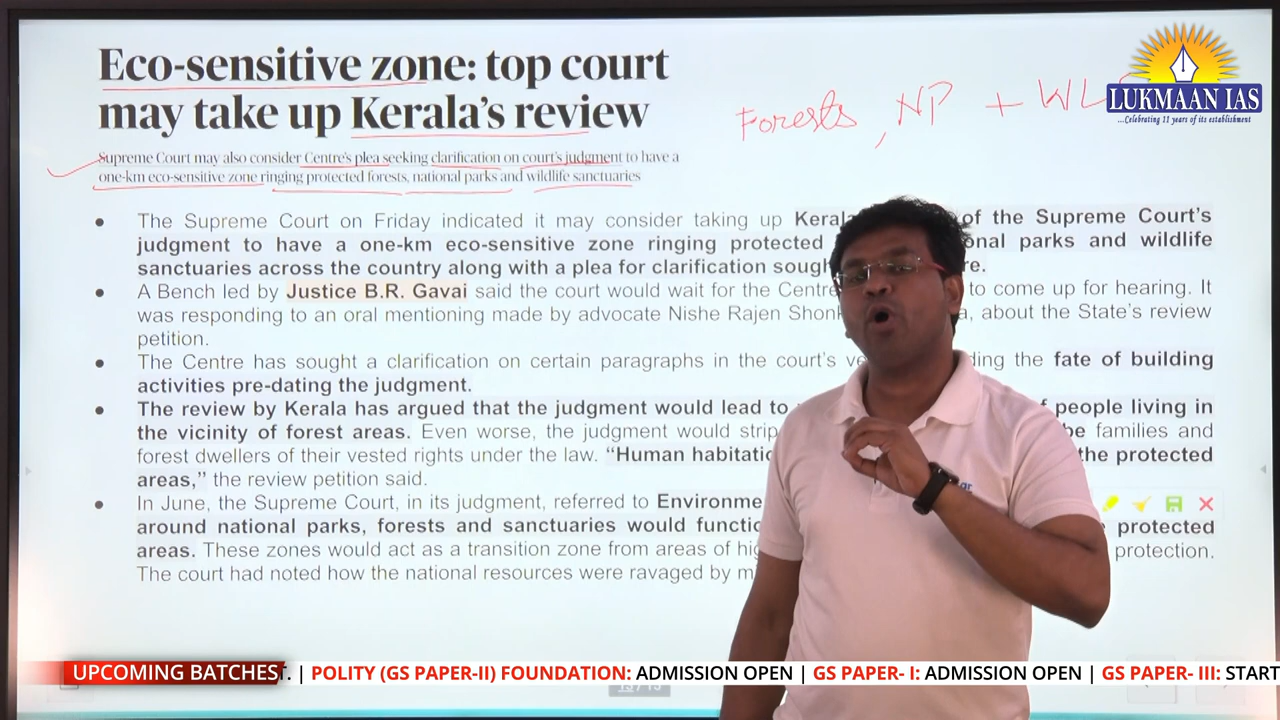 Eco-sensitive zone: top court
may take up Kerala's review
Forests, NP + WL
LUKMAAN IAS
...Celebrating 11 years of its establishment
Supreme Court may also consider Centre's plea seeking clarification on court's judgment to have a
one-km eco-sensitive zone ringing protected forests, national parks and wildlife sanctuaries
• The Supreme Court on Friday indicated it may consider taking up of the Supreme Court's
judgment to have a one-km eco-sensitive zone ringing protected parks and wildlife
sanctuaries across the country along with a plea for clarification
• A Bench led by Justice B.R. Gavai said the court would wait for the to come up for hearing. It
was responding to an oral mentioning made by advocate Nishe Rajen about the State's review
petition.
• The Centre has sought a clarification on certain paragraphs in the court's the fate of building
activities pre-dating the judgment.
• The review by Kerala has argued that the judgment would lead to people living in
the vicinity of forest areas. Even worse, the judgment would strip families and
forest dwellers of their vested rights under the law. “Human the protected
areas,” the review petition said.
• In June, the Supreme Court, in its judgment, referred to
around national parks, forests and sanctuaries would protected
areas. These zones would act as a transition zone from areas of protection.
The court had noted how the national resources were ravaged by
UPCOMING BATCHES T. | POLITY (GS PAPER-II) FOUNDATION: ADMISSION OPEN | GS PAPER- I: ADMISSION OPEN | GS PAPER- III: START